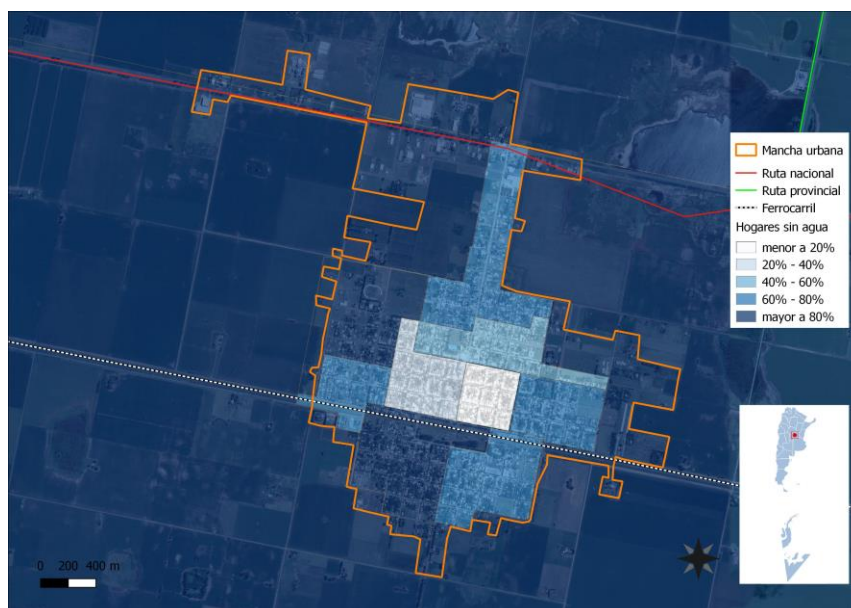 Mancha urbana
Ruta nacional
Ruta provincial
Ferrocarril
Hogares sin agua
menor a 20%
20% - 40%
40% - 60%
60% - 80%
mayor a 80%
0 200 400 m